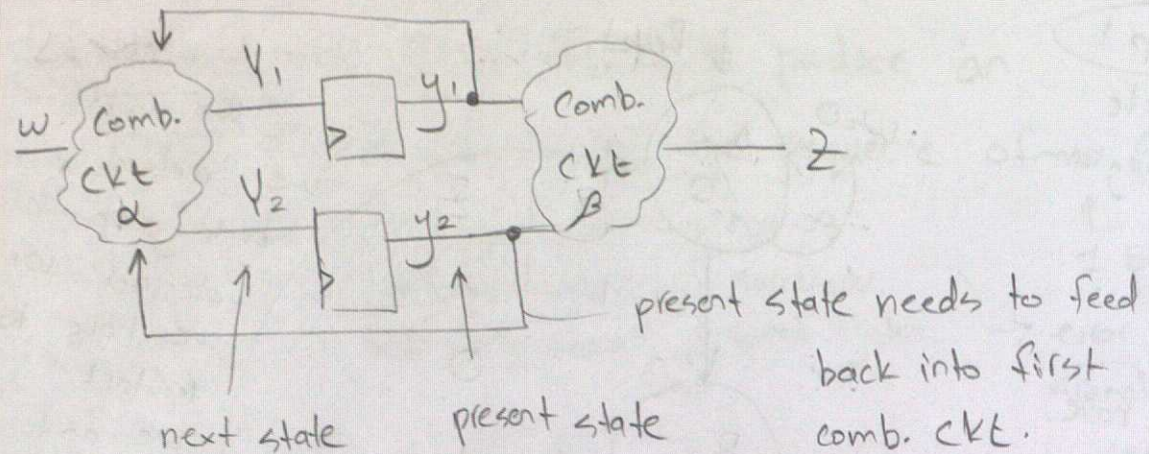 w
Comb.
Ckt
α
Y₁
Y₂
y₁
y₂
Comb.
Ckt
β
Z
next state
present state
present state needs to feed
back into first
comb. ckt.